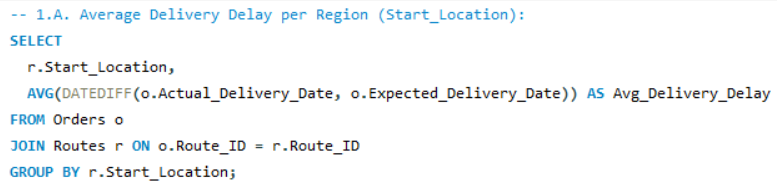 -- 1.A. Average Delivery Delay per Region (Start_Location):
SELECT
  r.Start_Location,
  AVG(DATEDIFF(o.Actual_Delivery_Date, o.Expected_Delivery_Date)) AS Avg_Delivery_Delay
FROM Orders o
JOIN Routes r ON o.Route_ID = r.Route_ID
GROUP BY r.Start_Location;